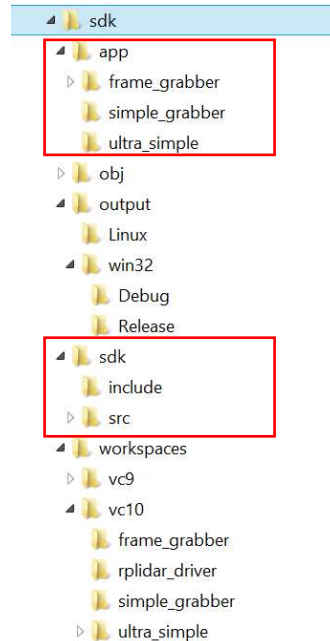 sdk
app
frame_grabber
simple_grabber
ultra_simple
obj
output
Linux
win32
Debug
Release
sdk
include
src
workspaces
vc9
vc10
frame_grabber
rplidar_driver
simple_grabber
ultra_simple